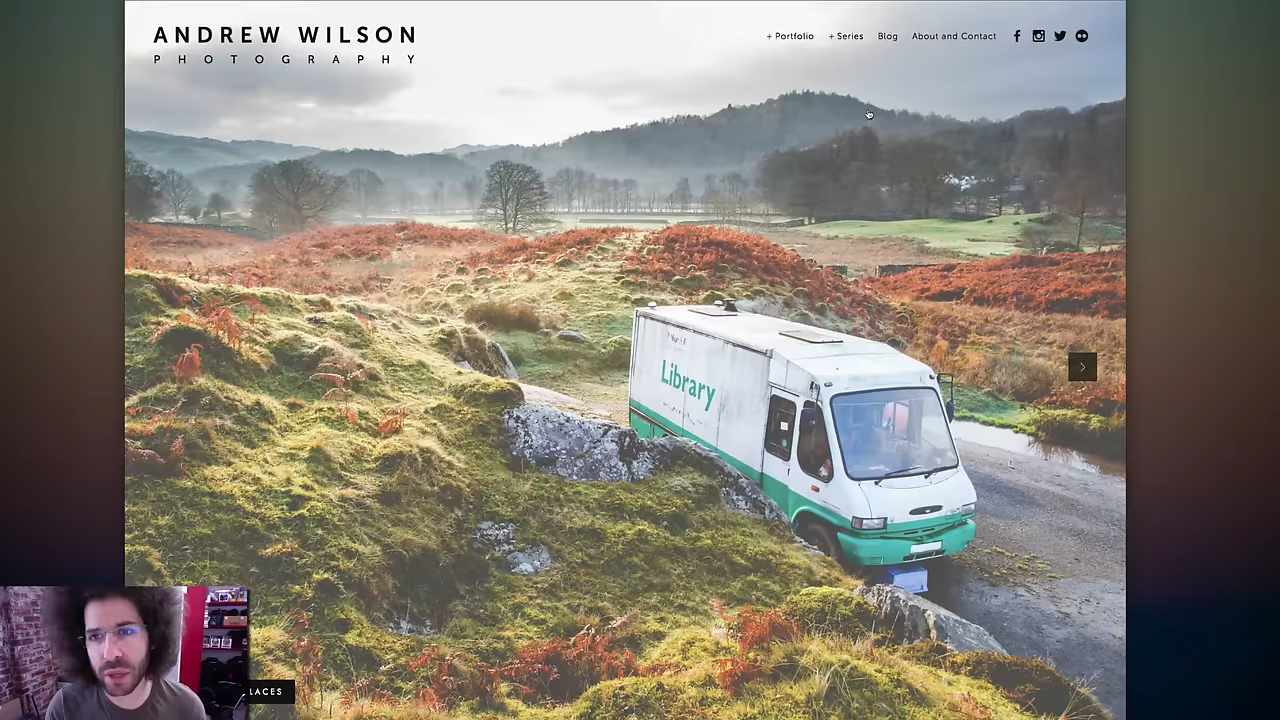 ANDREW WILSON
PHOTOGRAPHY
+ Portfolio + Series Blog About and Contact
Library
LACES